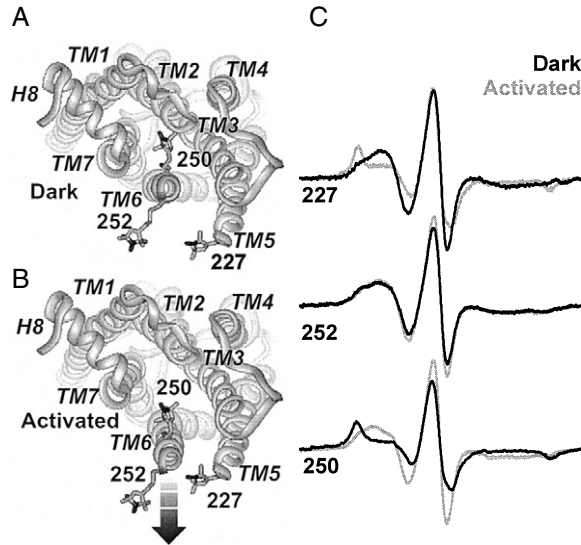 A
TM1
TM2
TM4
H8
TM3
250
TM7
Dark
TM6
252
TM5
227
B
TM1
TM2
TM4
H8
TM3
TM7
250
Activated
TM6
252
TM5
227
C
Dark
Activated
227
252
250